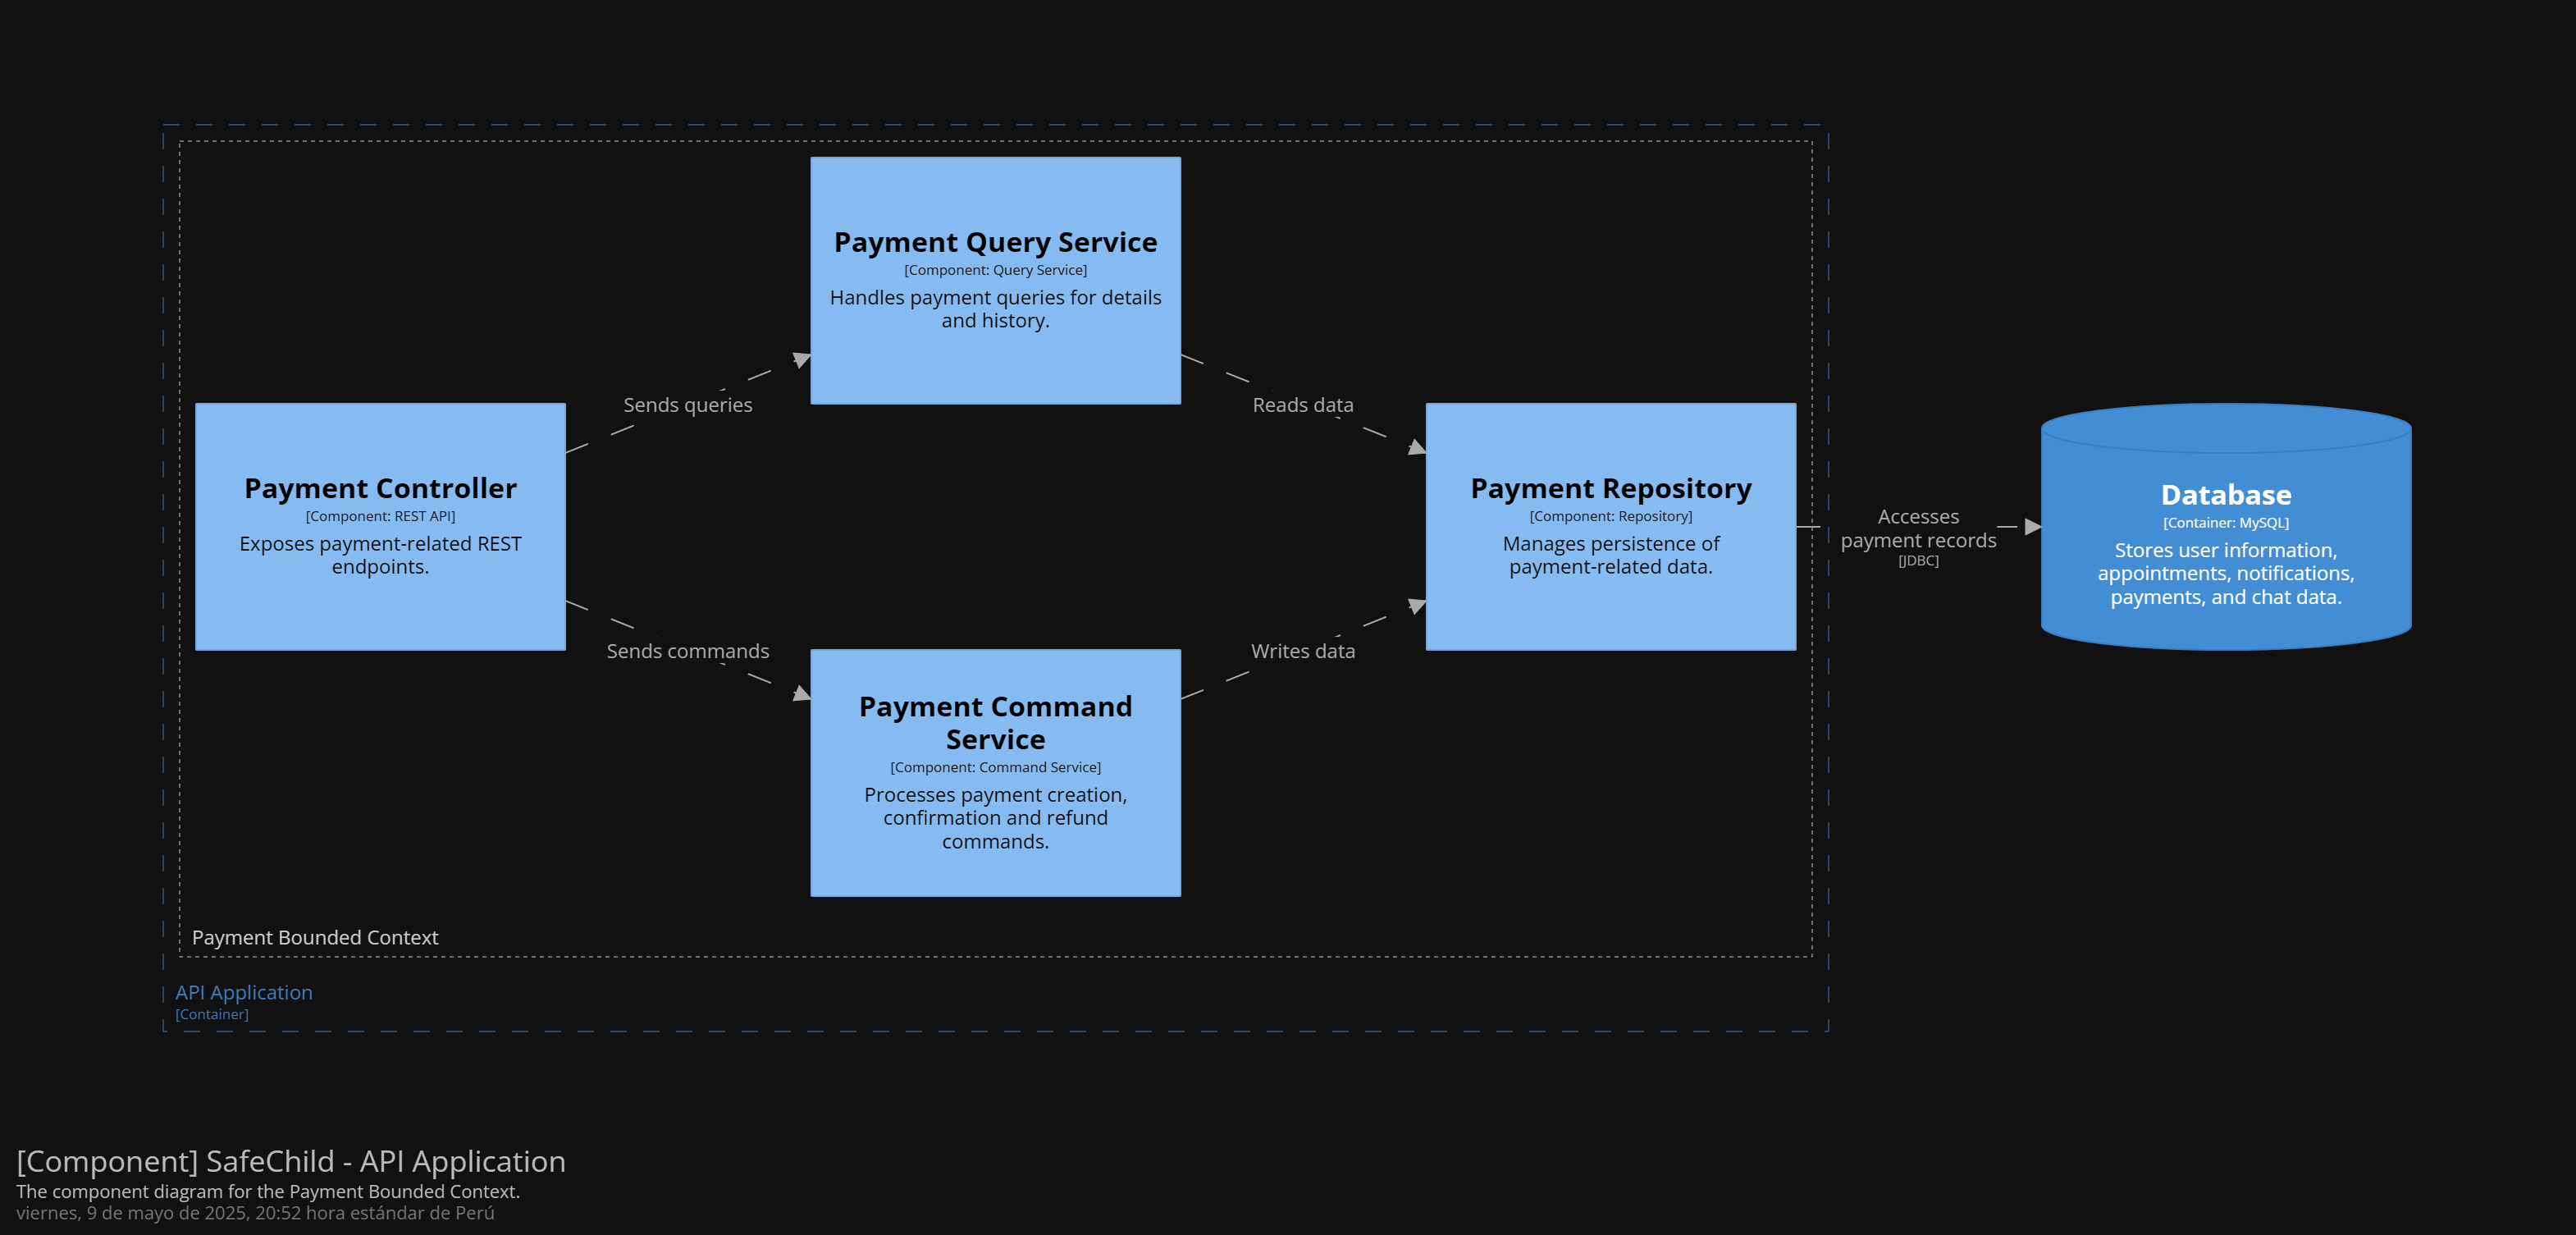 Payment Query Service
[Component: Query Service]
Handles payment queries for details
and history.
Sends queries
Reads data
Payment Controller
[Component: REST API]
Exposes payment-related REST
endpoints.
Payment Repository
[Component: Repository]
Manages persistence of
payment-related data.
Accesses
payment records
[JDBC]
Database
[Container: MySQL]
Stores user information,
appointments, notifications,
payments, and chat data.
Sends commands
Writes data
Payment Command
Service
[Component: Command Service]
Processes payment creation,
confirmation and refund
commands.
Payment Bounded Context
API Application
[Container]
[Component] SafeChild - API Application
The component diagram for the Payment Bounded Context.
viernes, 9 de mayo de 2025, 20:52 hora estándar de Perú